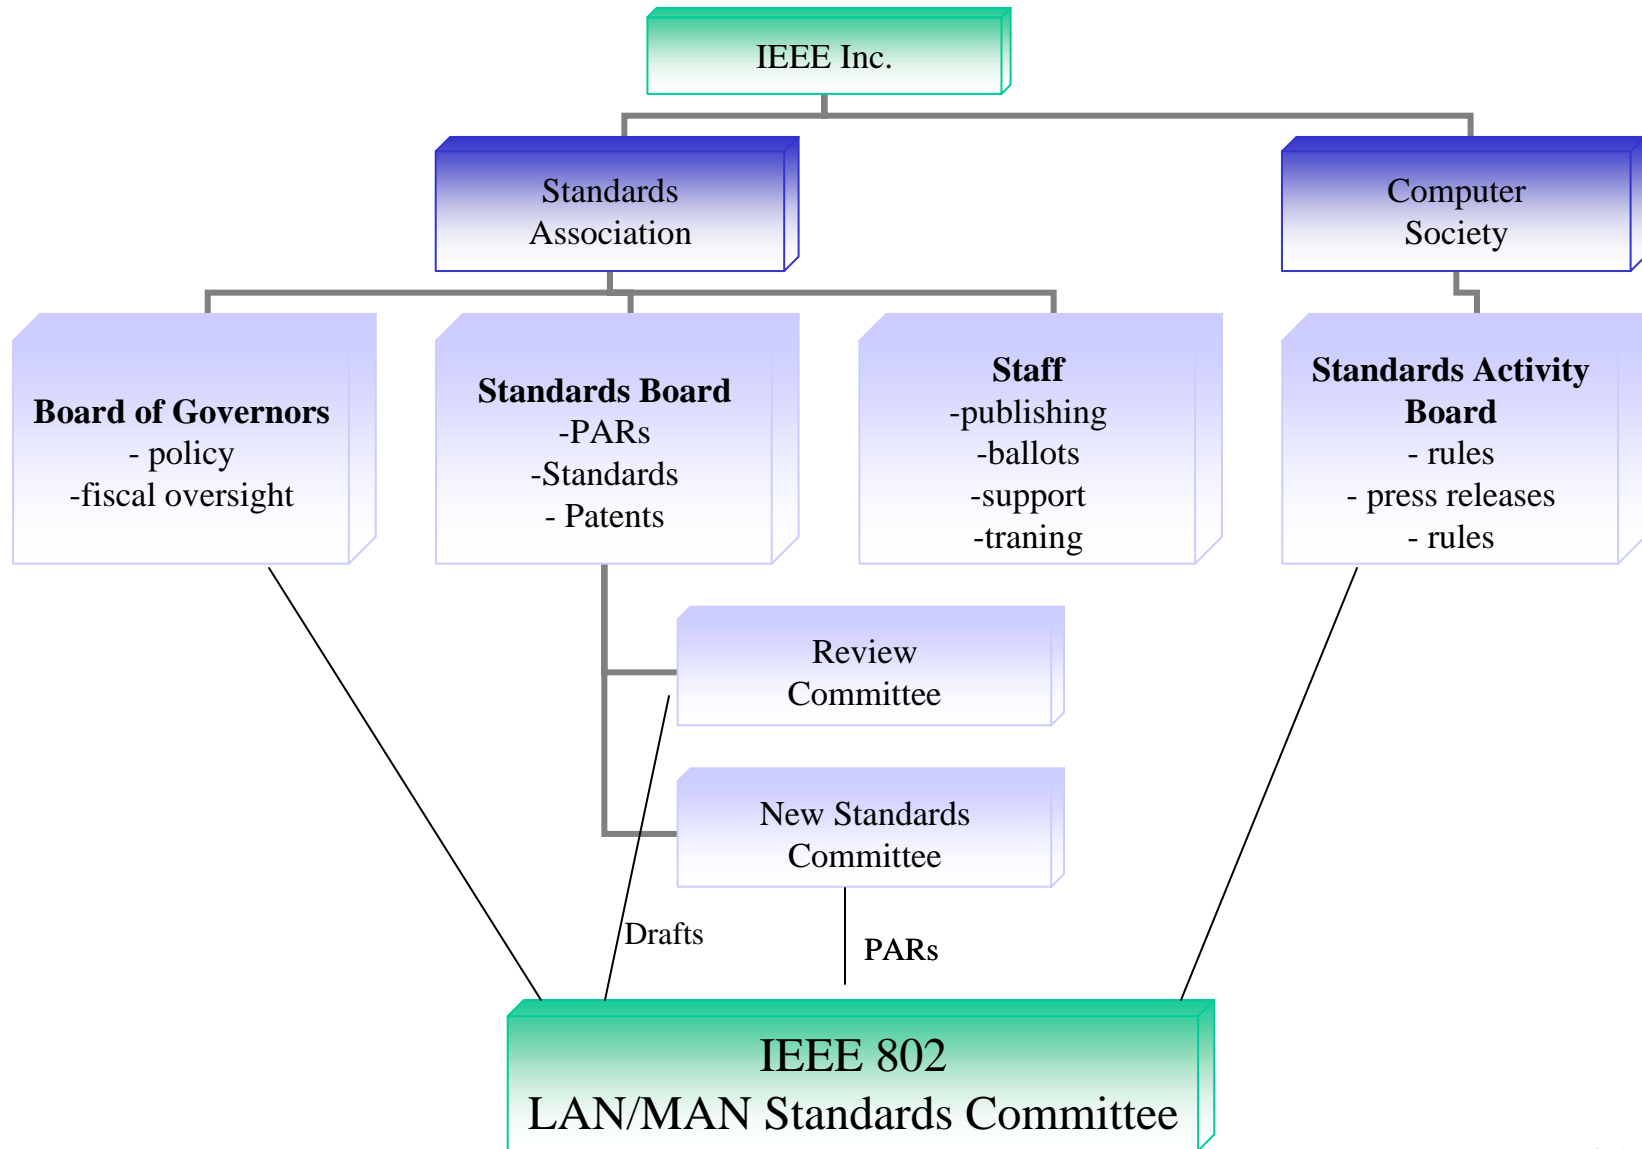 IEEE Inc.
Standards
Association
Computer
Society
Board of Governors
- policy
-fiscal oversight
Standards Board
-PARs
-Standards
- Patents
Staff
-publishing
-ballots
-support
-traning
Standards Activity
Board
- rules
- press releases
- rules
Review
Committee
New Standards
Committee
Drafts
PARs
IEEE 802
LAN/MAN Standards Committee